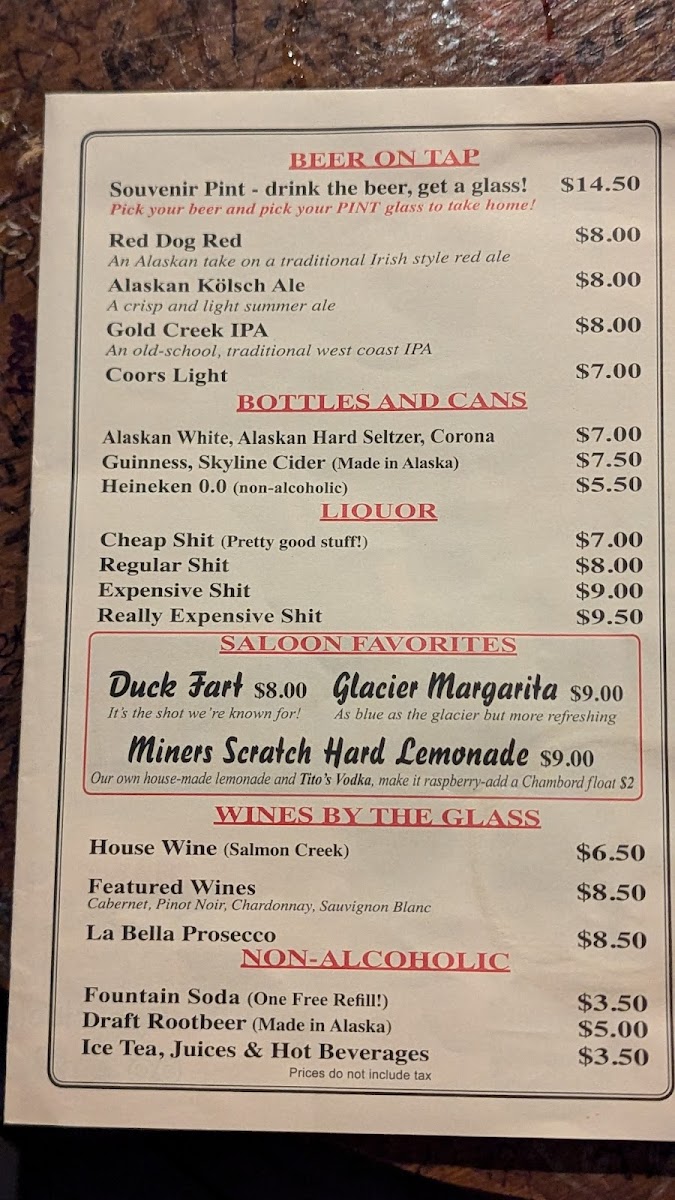 BEER ON TAP
Souvenir Pint - drink the beer, get a glass! $14.50
Pick your beer and pick your PINT glass to take home!
Red Dog Red $8.00
An Alaskan take on a traditional Irish style red ale
Alaskan Kölsch Ale $8.00
A crisp and light summer ale
Gold Creek IPA $8.00
An old-school, traditional west coast IPA
Coors Light $7.00
BOTTLES AND CANS
Alaskan White, Alaskan Hard Seltzer, Corona $7.00
Guinness, Skyline Cider (Made in Alaska) $7.50
Heineken 0.0 (non-alcoholic) $5.50
LIQUOR
Cheap Shit (Pretty good stuff!) $7.00
Regular Shit $8.00
Expensive Shit $9.00
Really Expensive Shit $9.50
SALOON FAVORITES
Duck Fart $8.00 Glacier Margarita $9.00
It's the shot we're known for! As blue as the glacier but more refreshing
Miners Scratch Hard Lemonade $9.00
Our own house-made lemonade and Tito's Vodka, make it raspberry-add a Chambord float $2
WINES BY THE GLASS
House Wine (Salmon Creek) $6.50
Featured Wines $8.50
Cabernet, Pinot Noir, Chardonnay, Sauvignon Blanc
La Bella Prosecco $8.50
NON-ALCOHOLIC
Fountain Soda (One Free Refill!) $3.50
Draft Rootbeer (Made in Alaska) $5.00
Ice Tea, Juices & Hot Beverages $3.50
Prices do not include tax